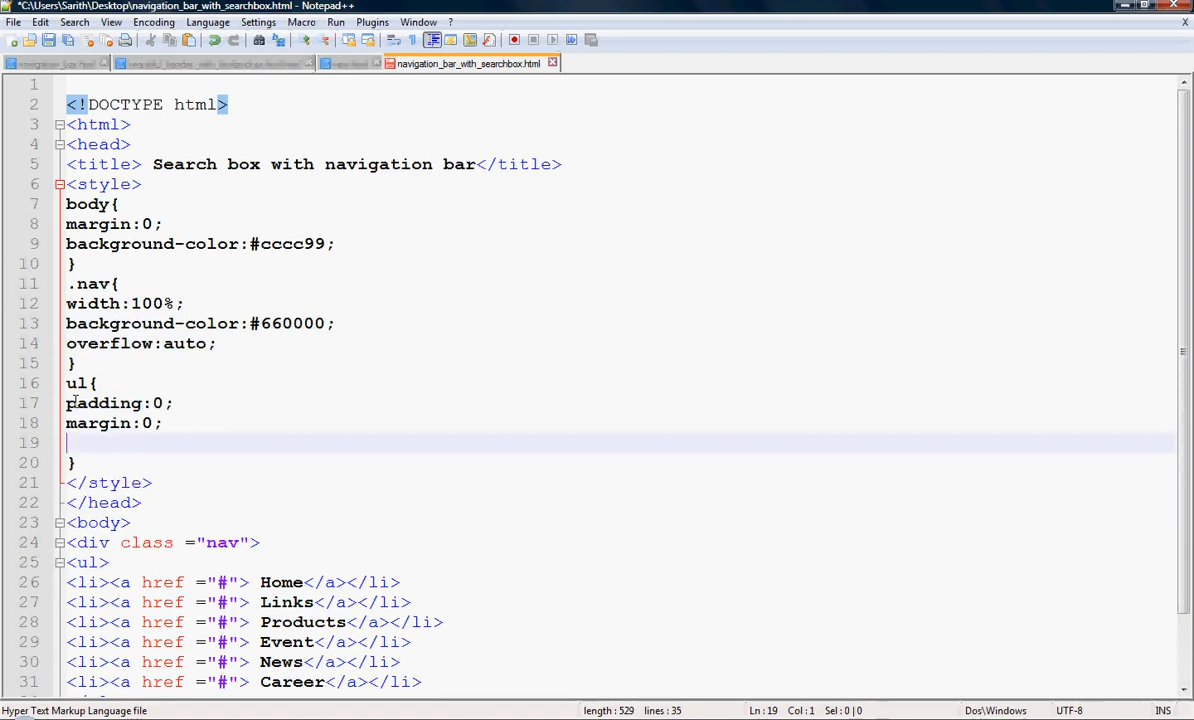 *C:\Users\Sarith\Desktop\navigation_bar_with_searchbox.html - Notepad++
File Edit Search View Encoding Language Settings Macro Run Plugins Window ? X
navigation_bar_with_searchbox.html
1
2 <!DOCTYPE html>
3 <html>
4 <head>
5 <title> Search box with navigation bar</title>
6 <style>
7 body{
8 margin:0;
9 background-color:#cccc99;
10 }
11 .nav{
12 width:100%;
13 background-color:#660000;
14 overflow:auto;
15 }
16 ul{
17 padding:0;
18 margin:0;
19
20 }
21 </style>
22 </head>
23 <body>
24 <div class ="nav">
25 <ul>
26 <li><a href ="#"> Home</a></li>
27 <li><a href ="#"> Links</a></li>
28 <li><a href ="#"> Products</a></li>
29 <li><a href ="#"> Event</a></li>
30 <li><a href ="#"> News</a></li>
31 <li><a href ="#"> Career</a></li>
Hyper Text Markup Language file length : 529 lines : 35 Ln : 19 Col : 1 Sel : 0 | 0 Dos\Windows UTF-8 INS